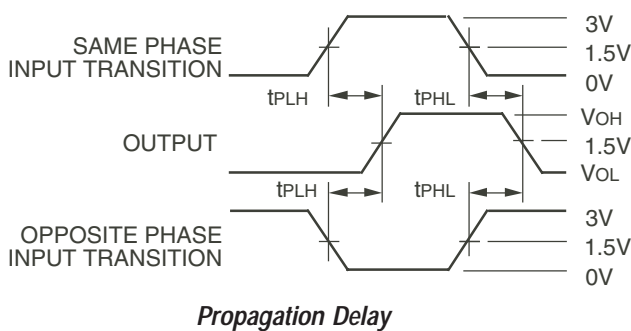 SAME PHASE
INPUT TRANSITION
3V
1.5V
0V
tPLH
tPHL
OUTPUT
VOH
1.5V
VOL
tPLH
tPHL
OPPOSITE PHASE
INPUT TRANSITION
3V
1.5V
0V
Propagation Delay